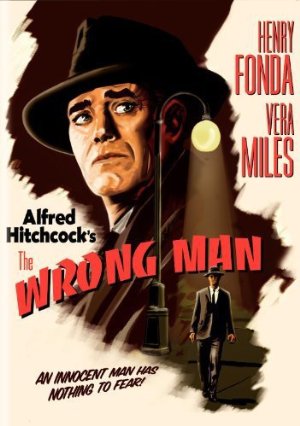 HENRY
FONDA
VERA
MILES
Alfred
Hitchcock's
The
WRONG MAN
AN INNOCENT MAN HAS
NOTHING TO FEAR!